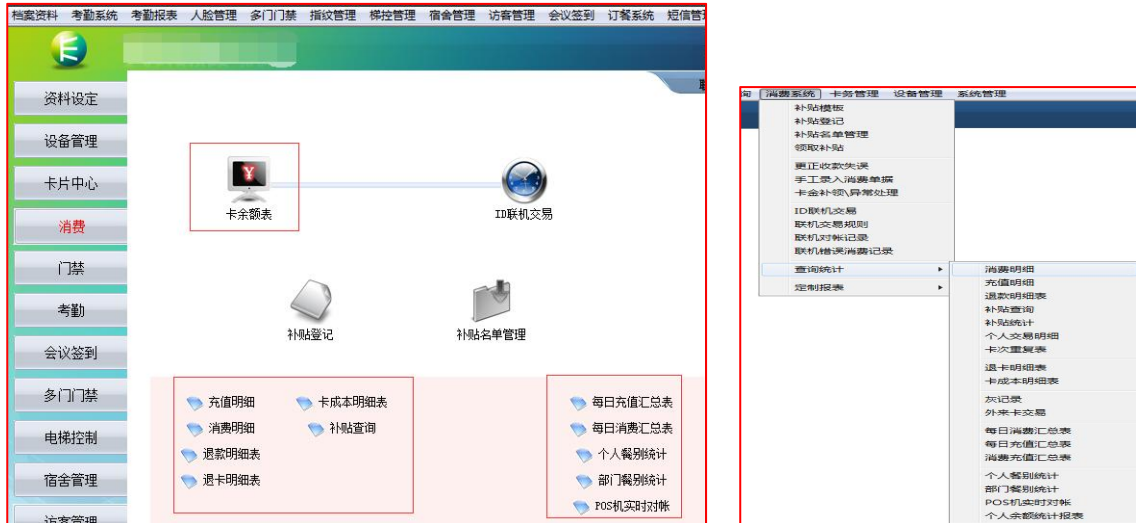 档案资料 考勤系统 考勤报表 人脸管理 多门门禁 指纹管理 梯控管理 宿舍管理 访客管理 会议签到 订餐系统 短信管
资料设定
设备管理
卡片中心
消费
门禁
考勤
会议签到
多门门禁
电梯控制
宿舍管理
访客管理
¥
卡余额表
ID联机交易
补贴登记
补贴名单管理
充值明细 卡成本明细表
消费明细 补贴查询
退款明细表
退卡明细表
每日充值汇总表
每日消费汇总表
个人餐别统计
部门餐别统计
POS机实时对帐
询 消费系统 卡务管理 设备管理 系统管理
补贴模板
补贴登记
补贴名单管理
领取补贴
更正收款失误
手工录入消费单据
卡金补领\异常处理
ID联机交易
联机交易规则
联机对帐记录
联机错误消费记录
查询统计
定制报表
消费明细
充值明细
退款明细表
补贴查询
补贴统计
个人交易明细
卡次重复表
退卡明细表
卡成本明细表
灰记录
外来卡交易
每日消费汇总表
每日充值汇总表
消费充值汇总表
个人餐别统计
部门餐别统计
POS机实时对帐
个人余额统计报表